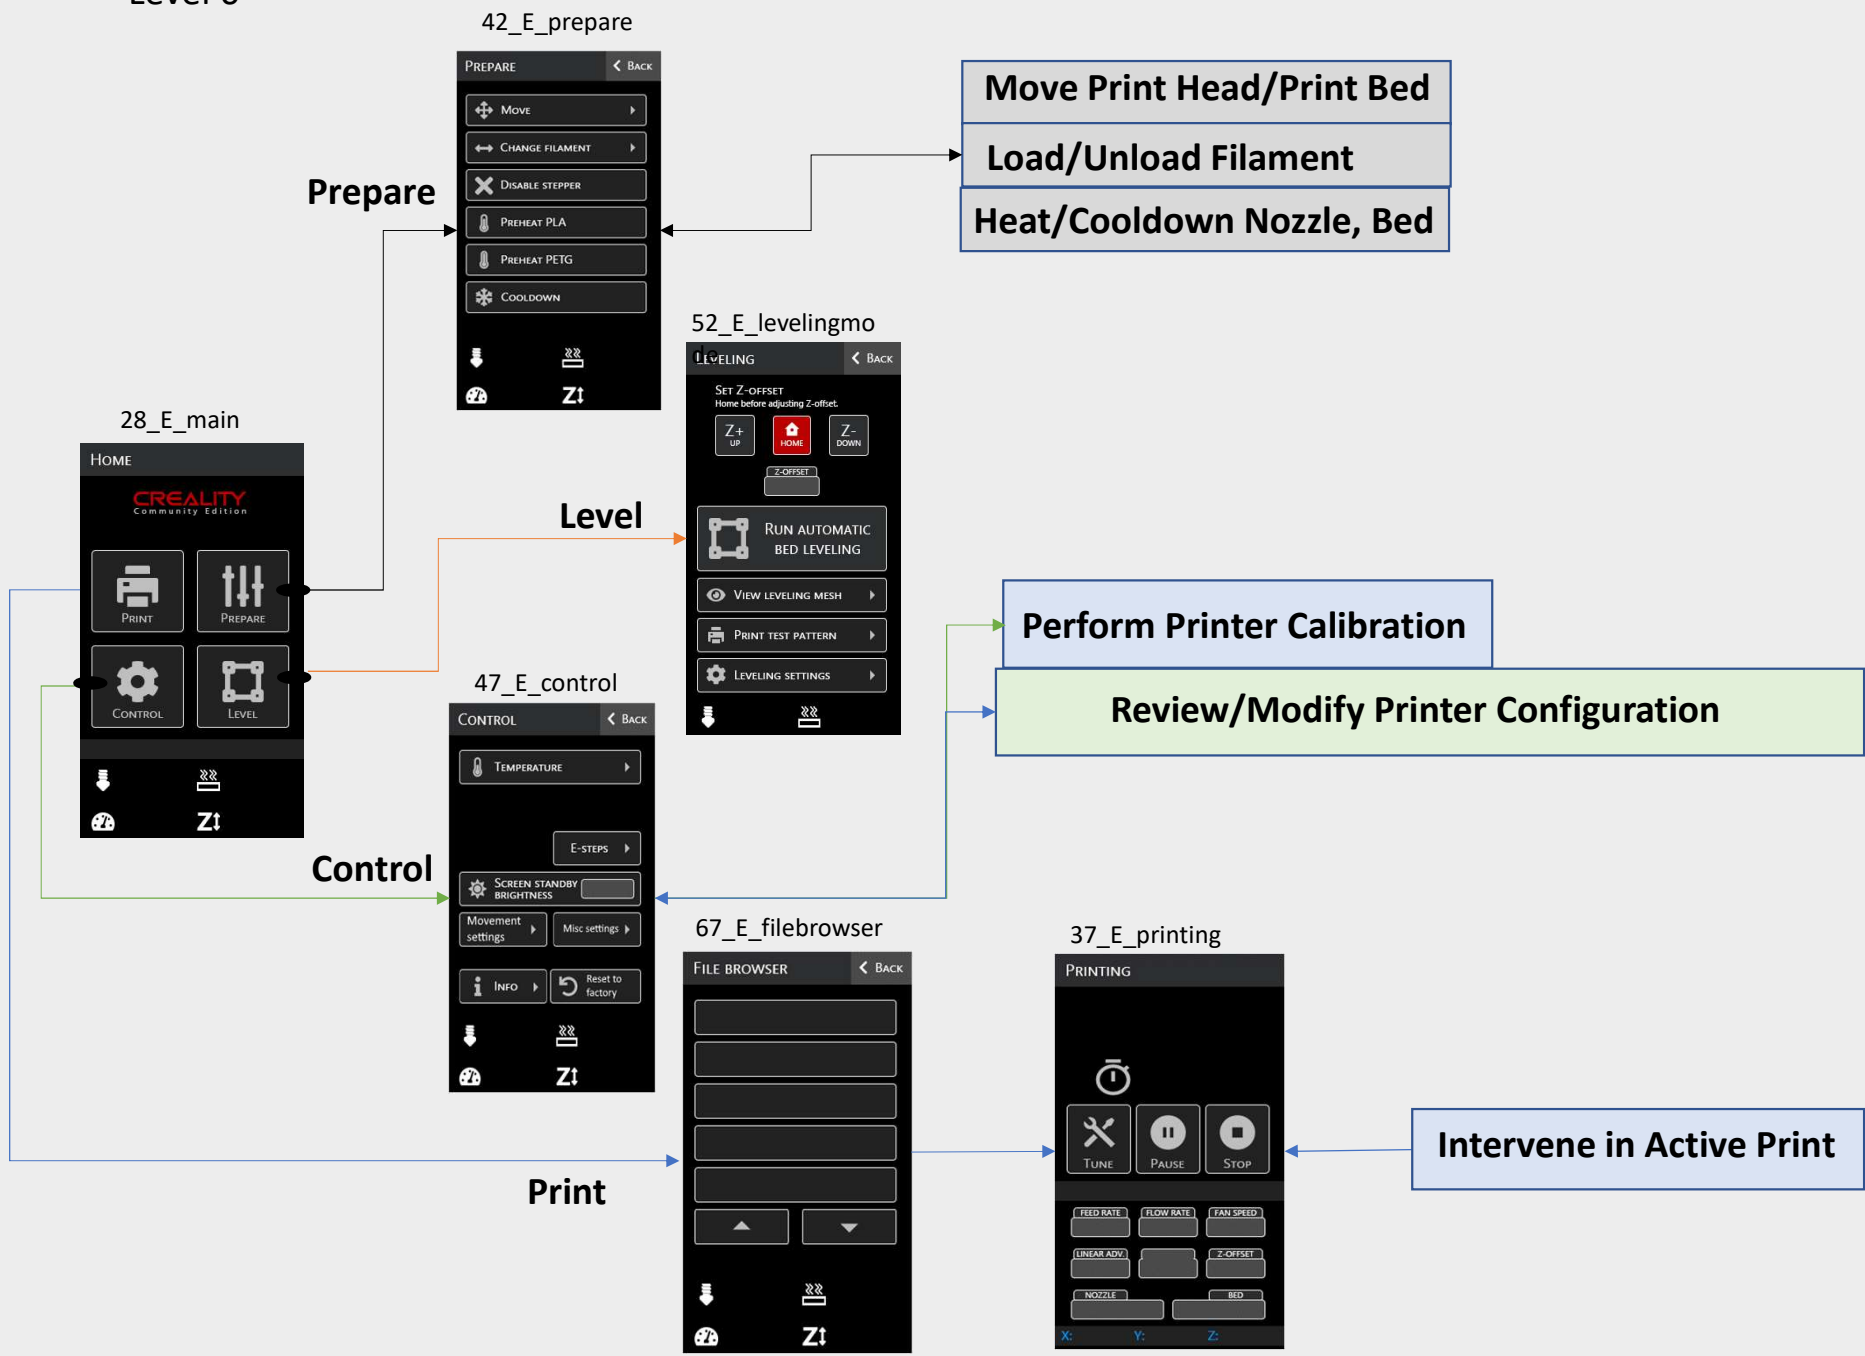 42_E_prepare
PREPARE
BACK
MOVE
CHANGE FILAMENT
DISABLE STEPPER
PREHEAT PLA
PREHEAT PETG
COOLDOWN
Z
Prepare
Move Print Head/Print Bed
Load/Unload Filament
Heat/Cooldown Nozzle, Bed
52_E_levelingmo
LEVELING
BACK
SET Z-OFFSET
Home before adjusting Z-offset.
Z+
UP
HOME
Z-
DOWN
Z-OFFSET
RUN AUTOMATIC
BED LEVELING
VIEW LEVELING MESH
PRINT TEST PATTERN
LEVELING SETTINGS
Level
28_E_main
HOME
CREALITY
Community Edition
PRINT
PREPARE
CONTROL
LEVEL
Z
Perform Printer Calibration
Review/Modify Printer Configuration
47_E_control
CONTROL
BACK
TEMPERATURE
E-STEPS
SCREEN STANDBY
BRIGHTNESS
Movement
settings
Misc settings
INFO
Reset to
factory
Z
Control
67_E_filebrowser
FILE BROWSER
BACK
Z
Print
37_E_printing
PRINTING
TUNE
PAUSE
STOP
FEED RATE
FLOW RATE
FAN SPEED
LINEAR ADV.
Z-OFFSET
NOZZLE
BED
X:
Y:
Z:
Intervene in Active Print